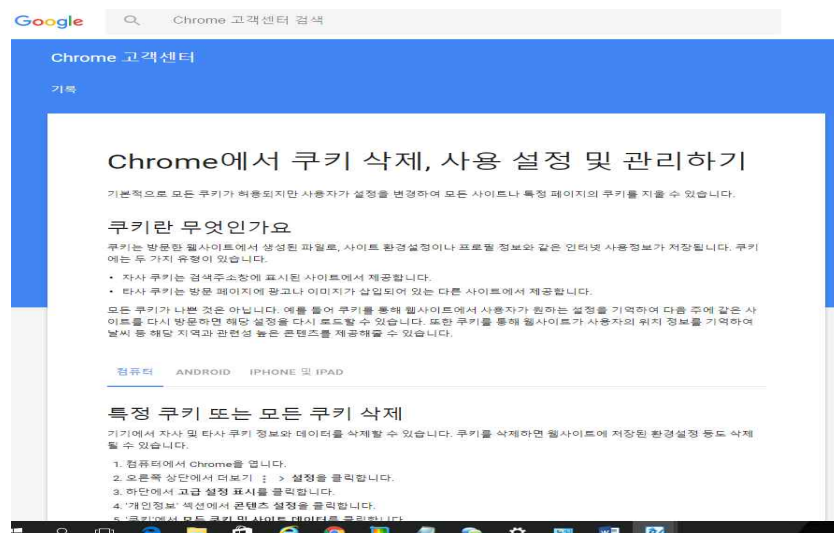 Google
Chrome 고객센터 검색
Chrome 고객센터
기록
Chrome에서 쿠키 삭제, 사용 설정 및 관리하기
기본적으로 모든 쿠키가 허용되지만 사용자가 설정을 변경하여 모든 사이트나 특정 페이지의 쿠키를 지울 수 있습니다.
쿠키란 무엇인가요
쿠키는 방문한 웹사이트에서 생성된 파일로, 사이트 환경설정이나 프로필 정보와 같은 인터넷 사용정보가 저장됩니다. 쿠키
에는 두 가지 유형이 있습니다.
• 자사 쿠키는 검색주소창에 표시된 사이트에서 제공합니다.
• 타사 쿠키는 방문 페이지에 광고나 이미지가 삽입되어 있는 다른 사이트에서 제공합니다.
모든 쿠키가 나쁜 것은 아닙니다. 예를 들어 쿠키를 통해 웹사이트에서 사용자가 원하는 설정을 기억하여 다음 주에 같은 사
이트를 다시 방문하면 해당 설정을 다시 로드할 수 있습니다. 또한 쿠키를 통해 웹사이트가 사용자의 위치 정보를 기억하여
날씨 등 해당 지역과 관련성 높은 콘텐츠를 제공해줄 수 있습니다.
컴퓨터 ANDROID IPHONE 및 IPAD
특정 쿠키 또는 모든 쿠키 삭제
기기에서 자사 및 타사 쿠키 정보와 데이터를 삭제할 수 있습니다. 쿠키를 삭제하면 웹사이트에 저장된 환경설정 등도 삭제
될 수 있습니다.
1. 컴퓨터에서 Chrome을 엽니다.
2. 오른쪽 상단에서 더보기 ⋮ > 설정을 클릭합니다.
3. 하단에서 고급 설정 표시를 클릭합니다.
4. '개인정보' 섹션에서 콘텐츠 설정을 클릭합니다.
5. '쿠키'에서 모든 쿠키 및 사이트 데이터를 클릭합니다.